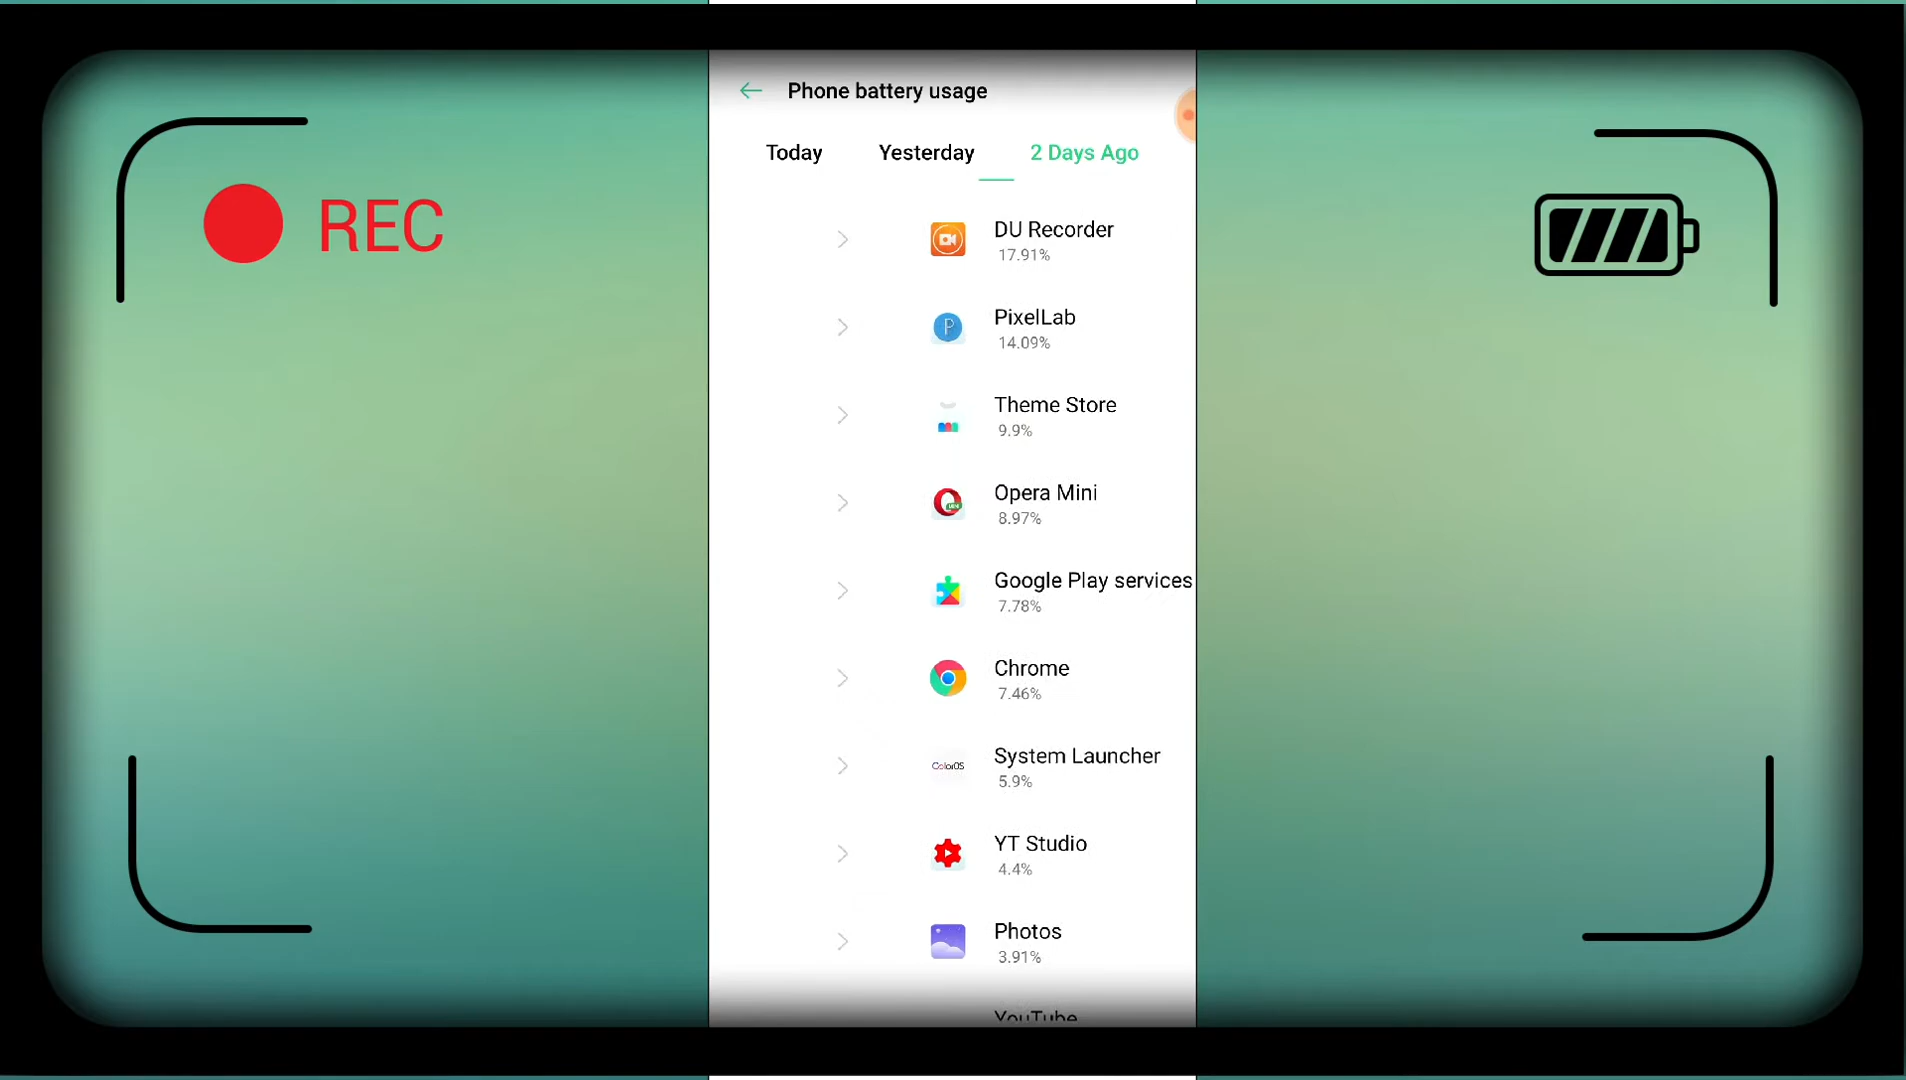 Phone battery usage
Today Yesterday 2 Days Ago
REC
DU Recorder
17.91%
PixelLab
14.09%
Theme Store
9.9%
Opera Mini
8.97%
Google Play services
7.78%
Chrome
7.46%
ColorOS
System Launcher
5.9%
YT Studio
4.4%
Photos
3.91%
YouTube